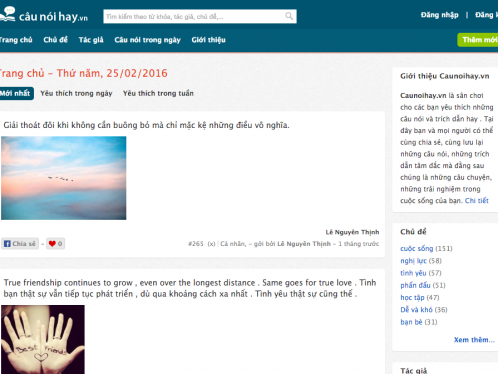 câu nói hay.vn
Tìm kiếm theo từ khóa, tác giả, chủ đề,...
Đăng nhập | Đăng k
Trang chủ Chủ đề Tác giả Câu nói trong ngày Giới thiệu
Thêm mới
Trang chủ – Thứ năm, 25/02/2016
Mới nhất Yêu thích trong ngày Yêu thích trong tuần
Giải thoát đôi khi không cần buông bỏ mà chỉ mặc kệ những điều vô nghĩa.
Lê Nguyên Thịnh
Chia sẻ – 0
#265 (x) | Cá nhân, – gửi bởi Lê Nguyên Thịnh – 1 tháng trước
True friendship continues to grow , even over the longest distance . Same goes for true love . Tình
bạn thật sự vẫn tiếp tục phát triển , dù qua khoảng cách xa nhất . Tình yêu thật sự cũng thế .
Best Friends
Giới thiệu Caunoihay.vn
Caunoihay.vn là sân chơi
cho các bạn yêu thích những
câu nói và trích dẫn hay . Tại
đây bạn và mọi người có thể
cùng chia sẻ, cùng lưu lại
những câu nói, những trích
dẫn tâm đắc mà đằng sau
chúng là những câu chuyện,
những trải nghiệm trong
cuộc sống của bạn. Chi tiết
Chủ đề
cuộc sống (151)
nghị lực (58)
tình yêu (57)
phấn đấu (51)
học tập (47)
Dễ và khó (36)
bạn bè (31)
Xem thêm...
Tác giả